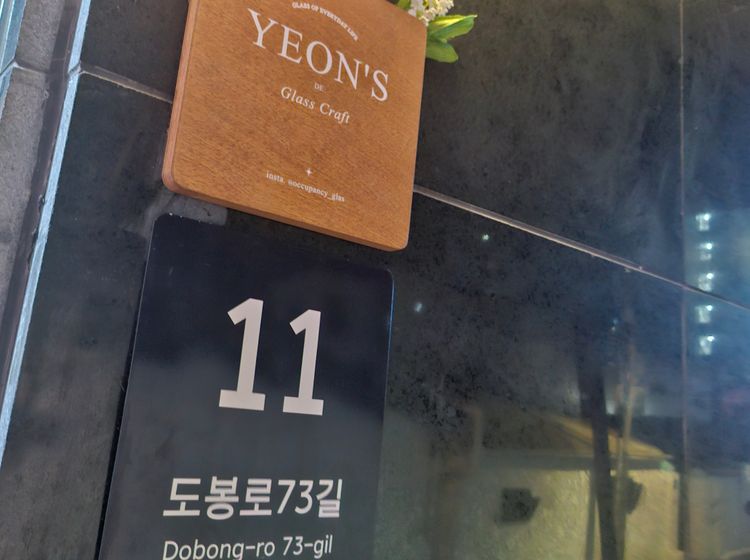 GLASS OF EVERYDAY LIFE
YEON'S
DE
Glass Craft
insta. @occupancy_glas
11
도봉로73길
Dobong-ro 73-gil